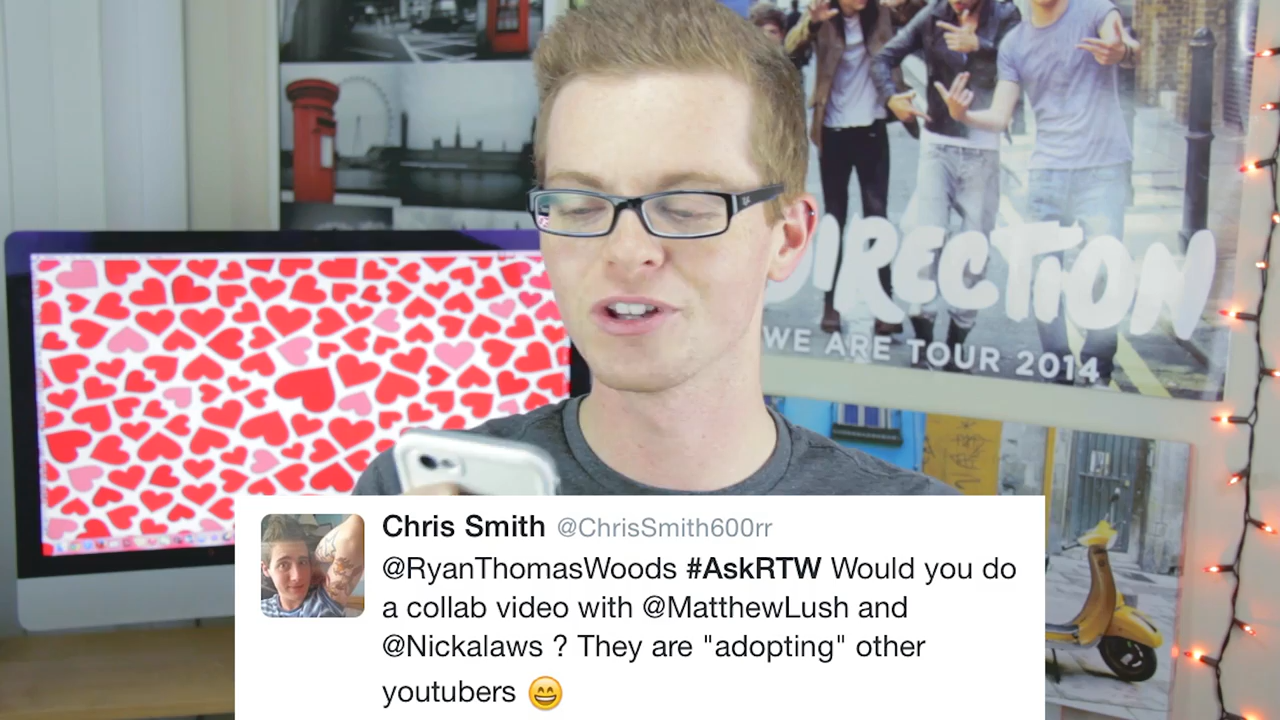 DIRECTION
WE ARE TOUR 2014
Chris Smith @ChrisSmith600rr
@RyanThomasWoods #AskRTW Would you do
a collab video with @MatthewLush and
@Nickalaws ? They are "adopting" other
youtubers 😄